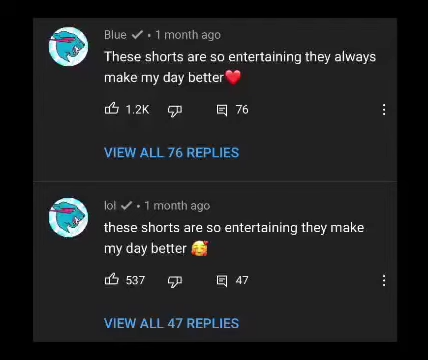 Blue ✔ • 1 month ago
These shorts are so entertaining they always
make my day better❤️
1.2K 76
VIEW ALL 76 REPLIES
lol ✔ • 1 month ago
these shorts are so entertaining they make
my day better 🥰
537 47
VIEW ALL 47 REPLIES